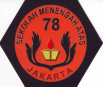 SEKOLAH MENENGAH ATAS
78
JAKARTA